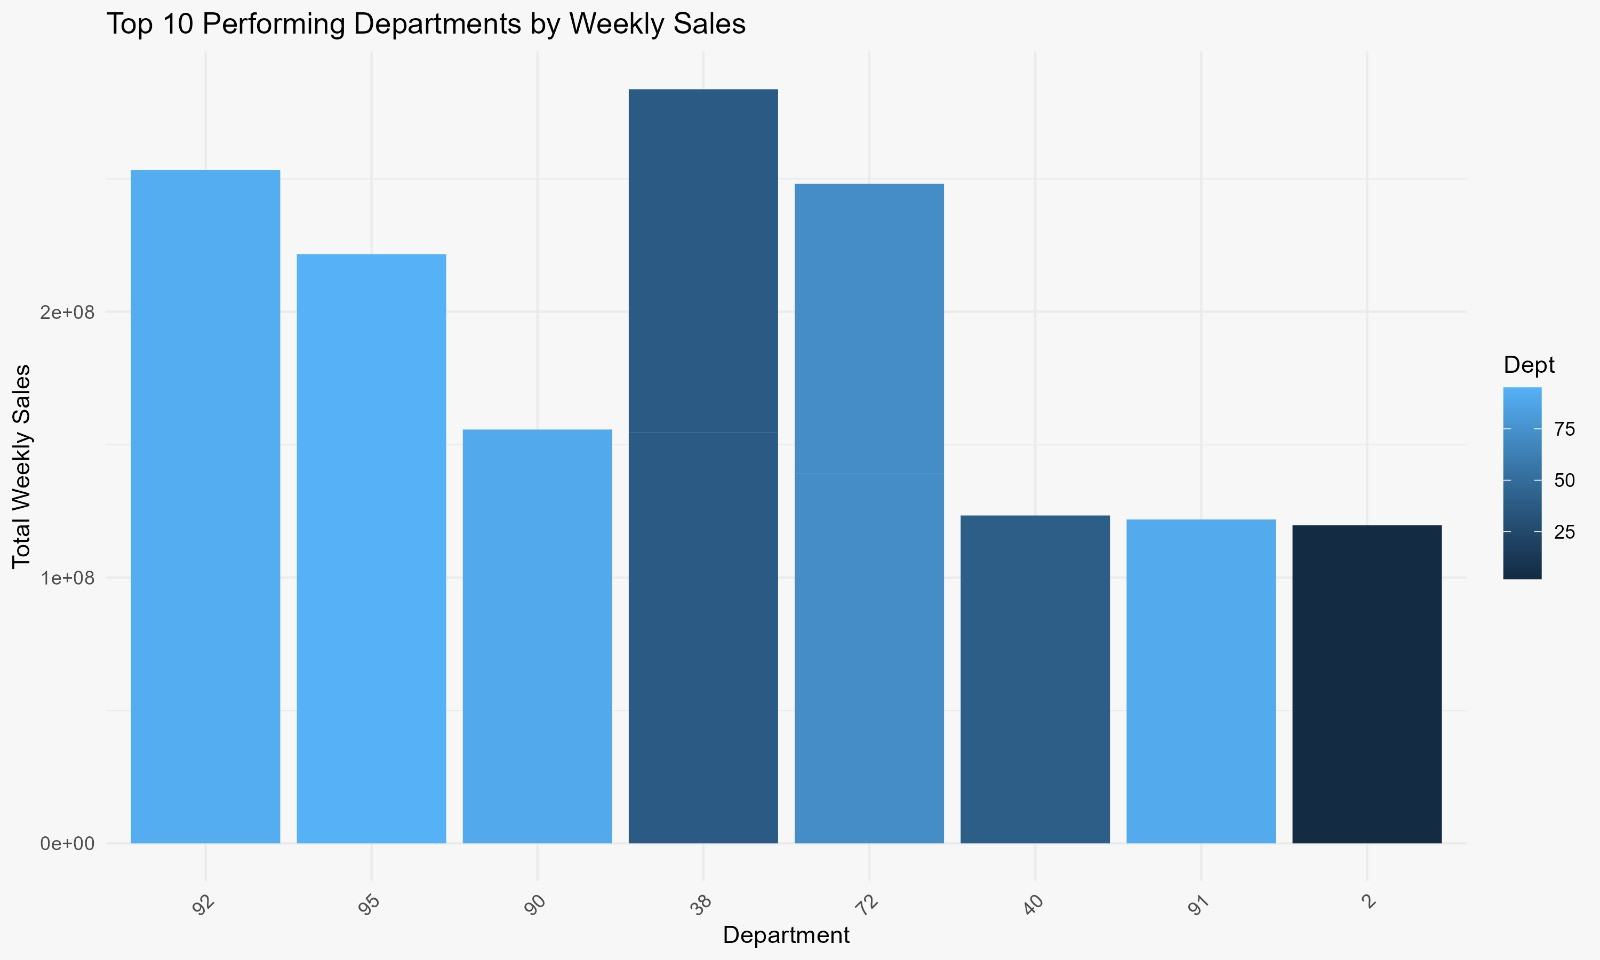 Top 10 Performing Departments by Weekly Sales
Total Weekly Sales
2e+08
1e+08
0e+00
92
95
90
38
72
40
91
2
Department
Dept
75
50
25